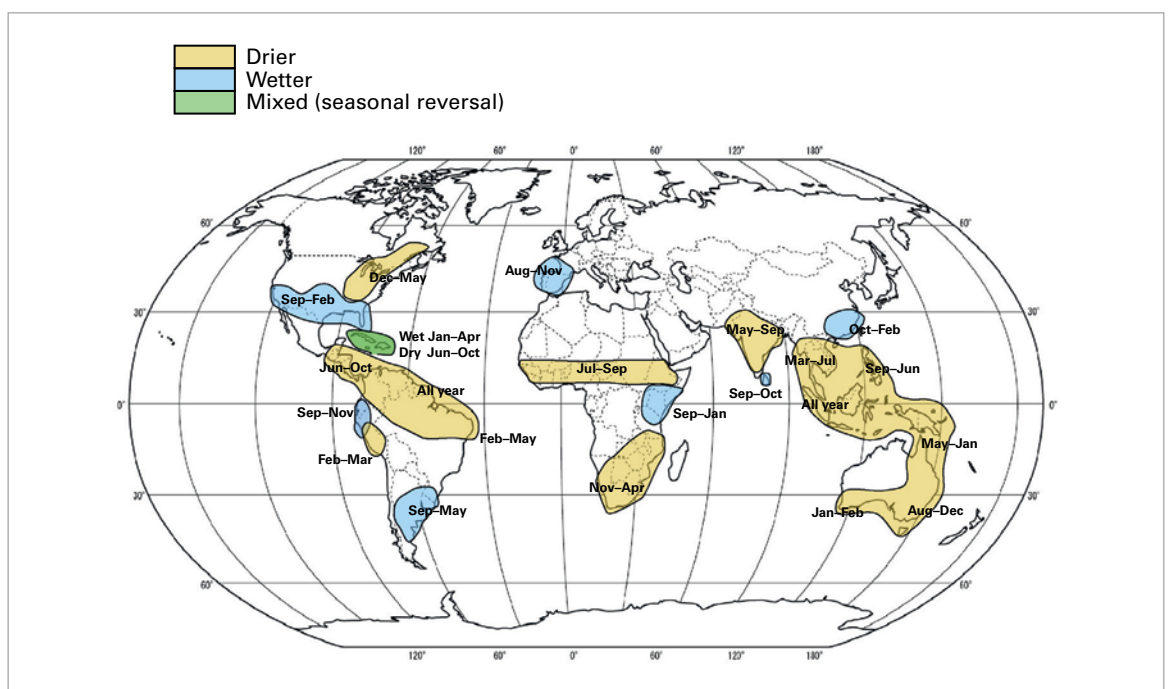 Drier
Wetter
Mixed (seasonal reversal)
120° 60° 0° 60° 120° 180°
60° 60°
Aug–Nov
Dec–May
Sep–Feb
30° 30°
May–Sep
Oct–Feb
Wet Jan–Apr
Dry Jun–Oct
Mar–Jul
Jun–Oct
Jul–Sep
Sep–Jun
All year
Sep–Oct
0° 0°
All year
Sep–Nov
Sep–Jan
Feb–May
May–Jan
Feb–Mar
Nov–Apr
30° 30°
Sep–May
Jan–Feb
Aug–Dec
60° 60°
120° 60° 0° 60° 120° 180°